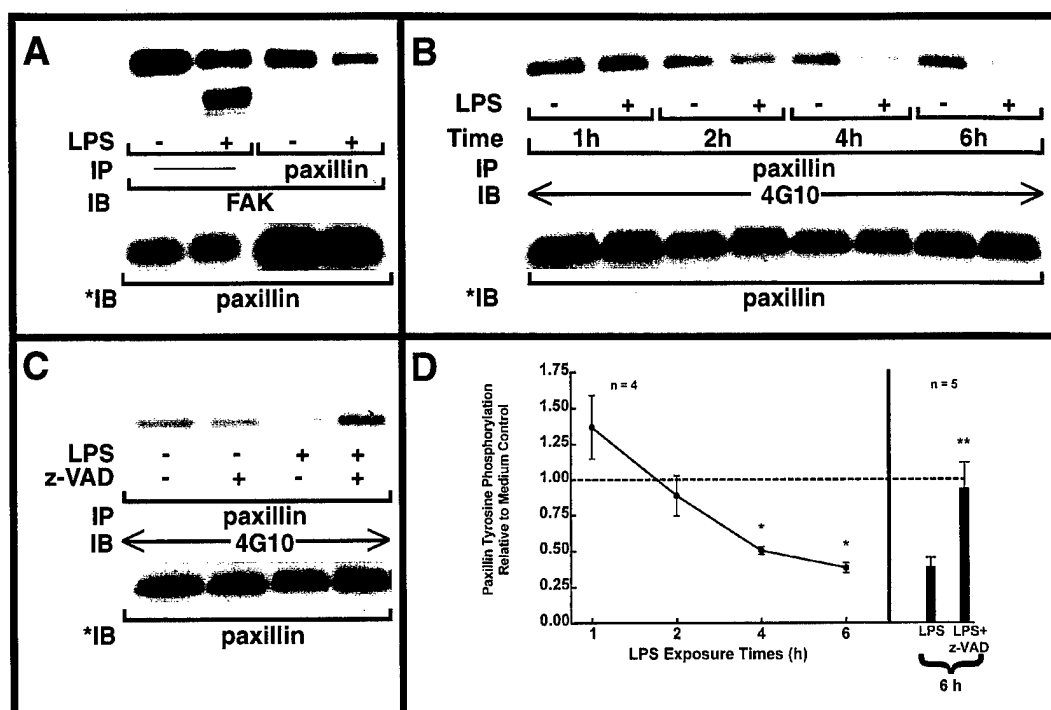 A
LPS - + - +
IP paxillin
IB FAK
*IB paxillin
B
LPS - + - + - + - +
Time 1h 2h 4h 6h
IP paxillin
IB 4G10
*IB paxillin
C
LPS - - + +
z-VAD - + - +
IP paxillin
IB 4G10
*IB paxillin
D
Paxillin Tyrosine Phosphorylation
Relative to Medium Control
1.75
1.50
1.25
1.00
0.75
0.50
0.25
0.00
n = 4
n = 5
*
*
**
1 2 4 6
LPS Exposure Times (h)
LPS LPS+
z-VAD
6 h